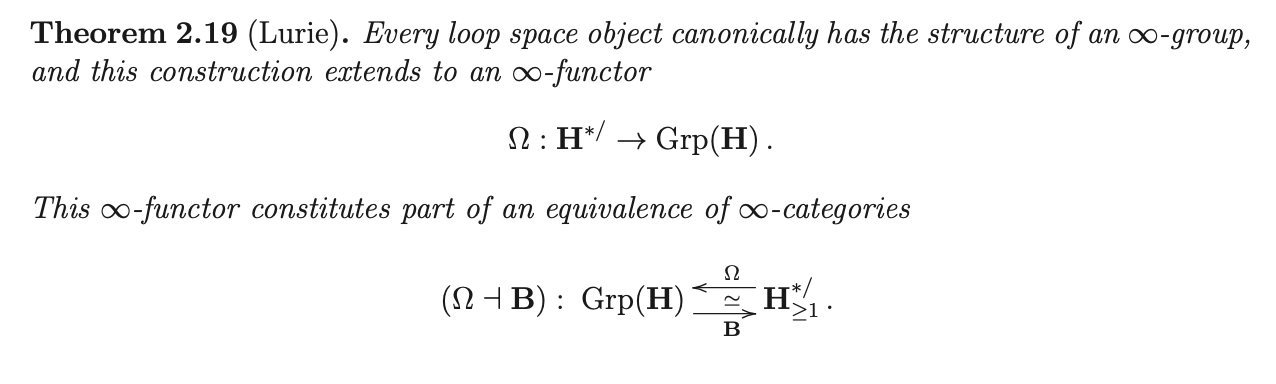 Theorem 2.19 (Lurie). Every loop space object canonically has the structure of an ∞-group,
and this construction extends to an ∞-functor
Ω : H*/ → Grp(H) .
This ∞-functor constitutes part of an equivalence of ∞-categories
Ω
(Ω ⊣ B) : Grp(H) ≃ H*/≥1 .
B